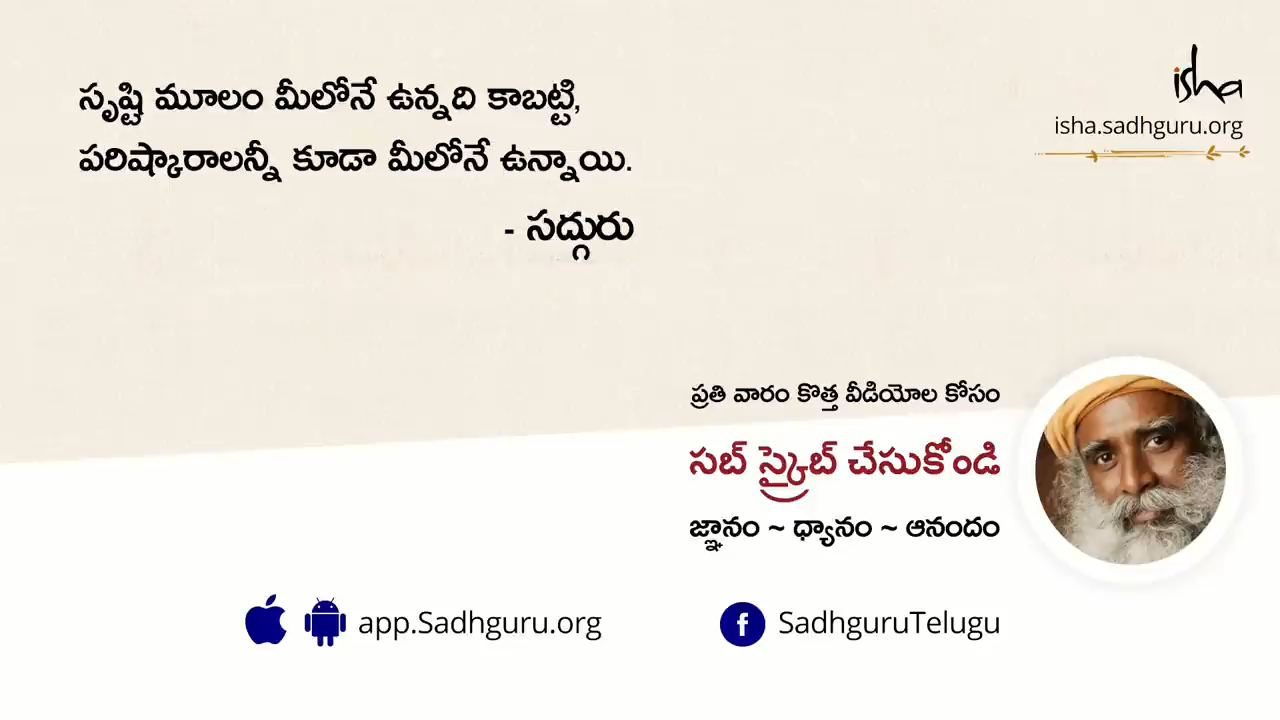 సృష్టి మూలం మీలోనే ఉన్నది కాబట్టి,
పరిష్కారాలన్నీ కూడా మీలోనే ఉన్నాయి.
- సద్గురు
isha
isha.sadhguru.org
ప్రతి వారం కొత్త వీడియోల కోసం
సబ్ స్క్రైబ్ చేసుకోండి
జ్ఞానం ~ ధ్యానం ~ ఆనందం
app.Sadhguru.org
f SadhguruTelugu